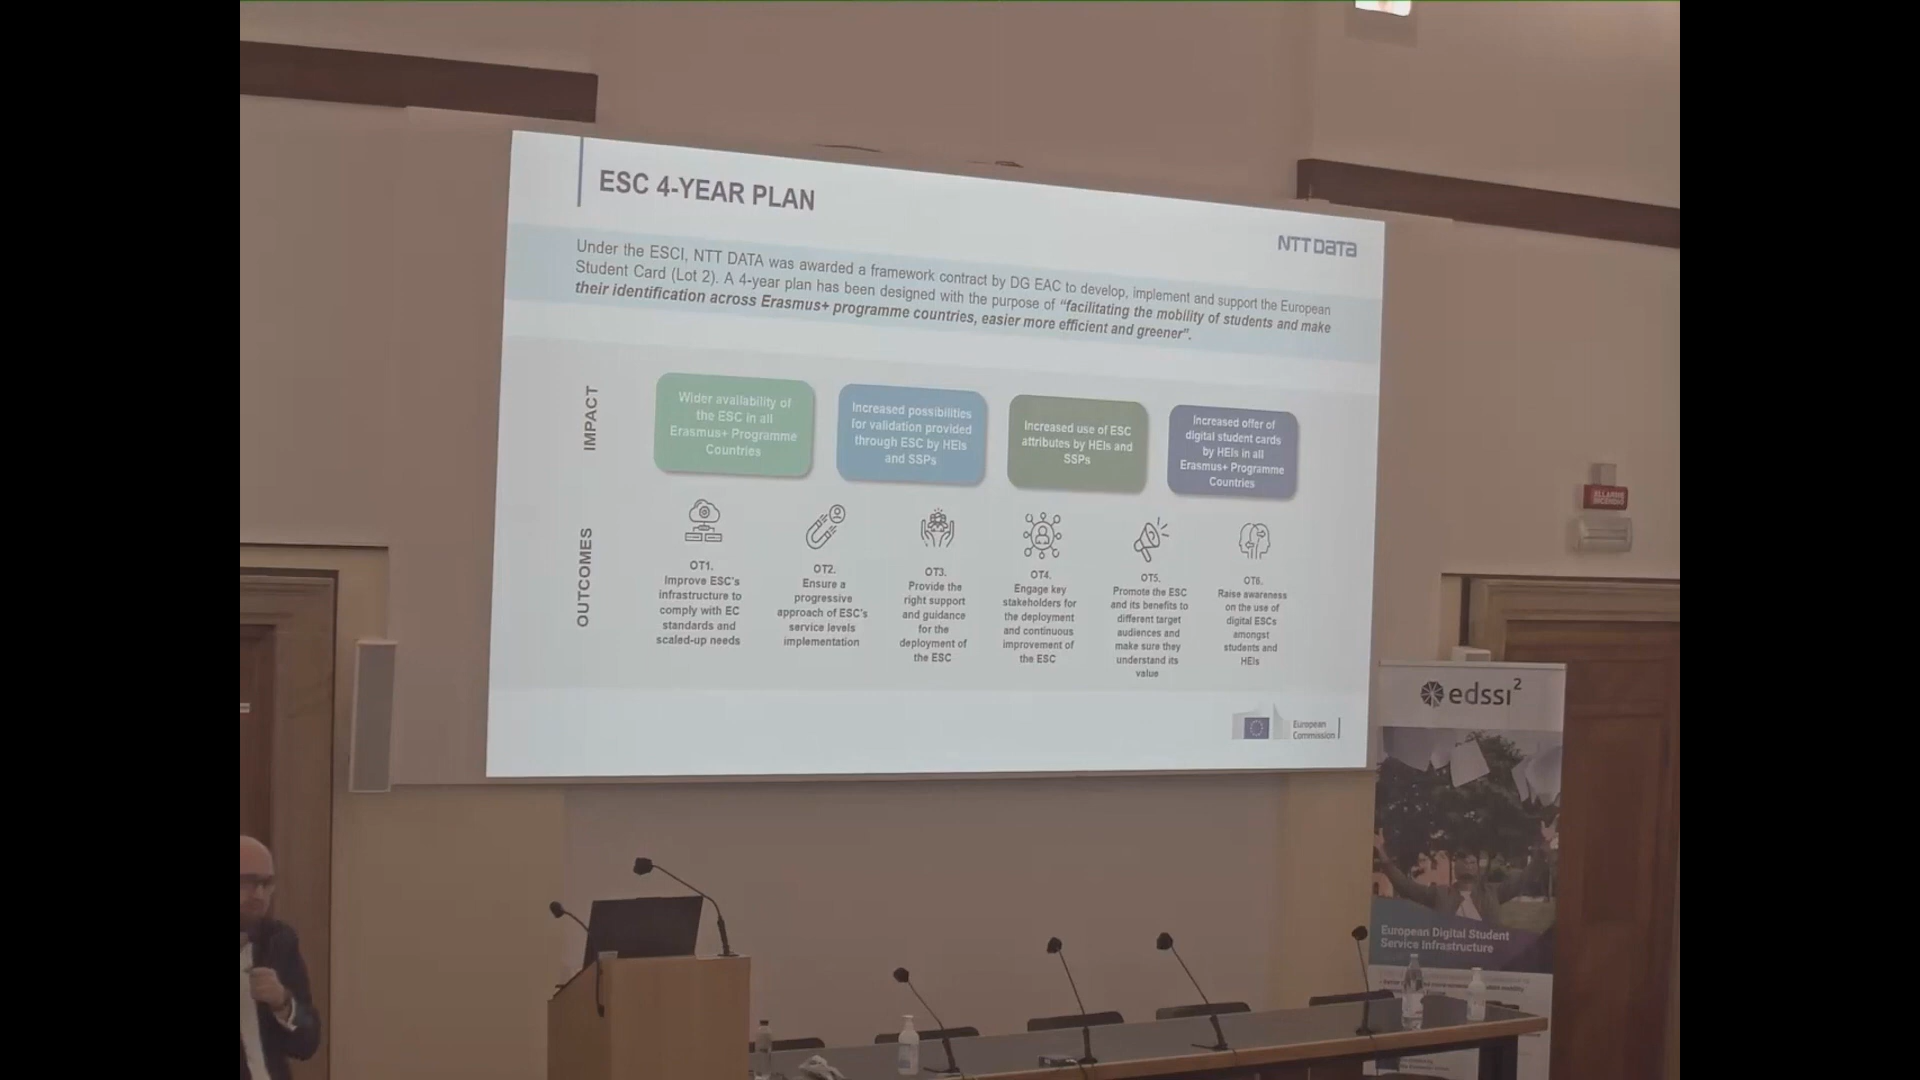 ESC 4-YEAR PLAN
NTT DATA
Under the ESCI, NTT DATA was awarded a framework contract by DG EAC to develop, implement and support the European
Student Card (Lot 2). A 4-year plan has been designed with the purpose of "facilitating the mobility of students and make
their identification across Erasmus+ programme countries, easier more efficient and greener".
IMPACT
Wider availability of
the ESC in all
Erasmus+ Programme
Countries
Increased possibilities
for validation provided
through ESC by HEIs
and SSPs
Increased use of ESC
attributes by HEIs and
SSPs
Increased offer of
digital student cards
by HEIs in all
Erasmus+ Programme
Countries
OUTCOMES
OT1.
Improve ESC's
infrastructure to
comply with EC
standards and
scaled-up needs
OT2.
Ensure a
progressive
approach of ESC's
service levels
implementation
OT3.
Provide the
right support
and guidance
for the
deployment of
the ESC
OT4.
Engage key
stakeholders for
the deployment
and continuous
improvement of
the ESC
OT5.
Promote the ESC
and its benefits to
different target
audiences and
make sure they
understand its
value
OT6.
Raise awareness
on the use of
digital ESCs
amongst
students and
HEIs
European
Commission
ALLARME
INCENDIO
edssi2
European Digital Student
Service Infrastructure